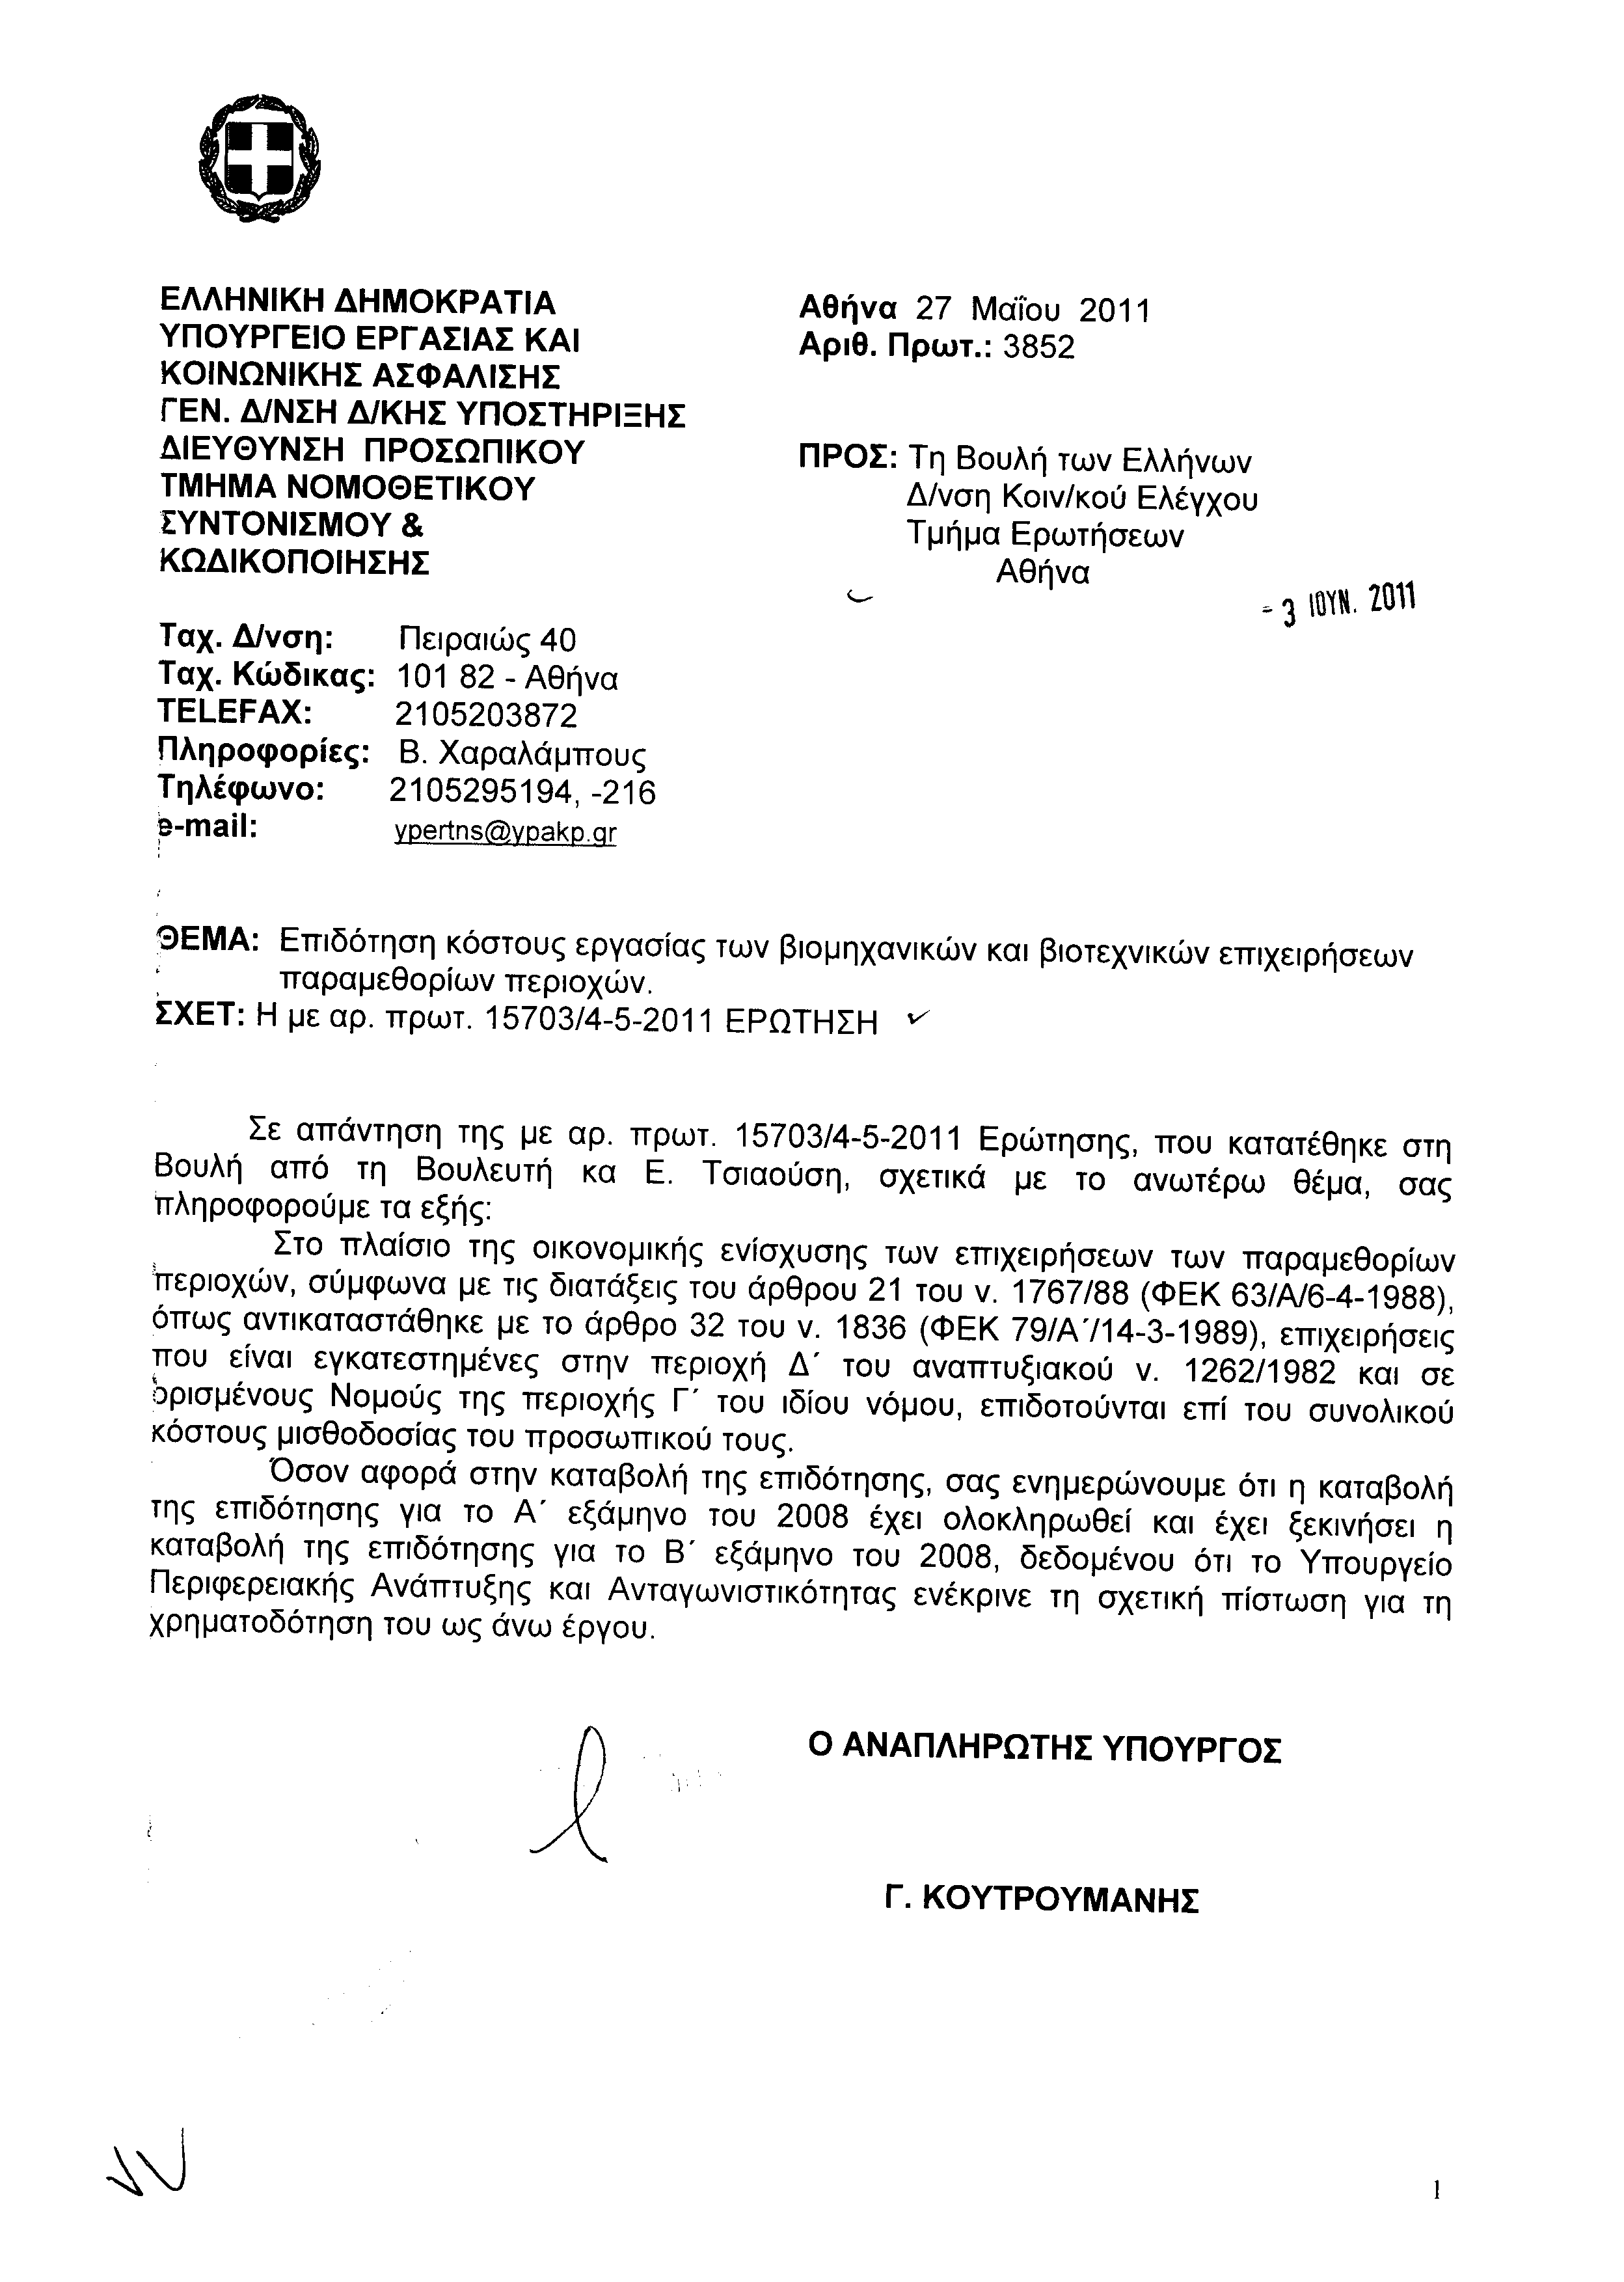 ΕΛΛΗΝΙΚΗ ΔΗΜΟΚΡΑΤΙΑ
ΥΠΟΥΡΓΕΙΟ ΕΡΓΑΣΙΑΣ ΚΑΙ
ΚΟΙΝΩΝΙΚΗΣ ΑΣΦΑΛΙΣΗΣ
ΓΕΝ. Δ/ΝΣΗ Δ/ΚΗΣ ΥΠΟΣΤΗΡΙΞΗΣ
ΔΙΕΥΘΥΝΣΗ ΠΡΟΣΩΠΙΚΟΥ
ΤΜΗΜΑ ΝΟΜΟΘΕΤΙΚΟΥ
ΣΥΝΤΟΝΙΣΜΟΥ &
ΚΩΔΙΚΟΠΟΙΗΣΗΣ
Αθήνα 27 Μαΐου 2011
Αριθ. Πρωτ.: 3852
ΠΡΟΣ: Τη Βουλή των Ελλήνων
Δ/νση Κοιν/κού Ελέγχου
Τμήμα Ερωτήσεων
Αθήνα
- 3 ΙΟΥΝ. 2011
Ταχ. Δ/νση: Πειραιώς 40
Ταχ. Κώδικας: 101 82 - Αθήνα
TELEFAX: 2105203872
Πληροφορίες: Β. Χαραλάμπους
Τηλέφωνο: 2105295194, -216
e-mail: ypertns@ypakp.gr
ΘΕΜΑ: Επιδότηση κόστους εργασίας των βιομηχανικών και βιοτεχνικών επιχειρήσεων
παραμεθορίων περιοχών.
ΣΧΕΤ: Η με αρ. πρωτ. 15703/4-5-2011 ΕΡΩΤΗΣΗ
Σε απάντηση της με αρ. πρωτ. 15703/4-5-2011 Ερώτησης, που κατατέθηκε στη
Βουλή από τη Βουλευτή κα Ε. Τσιαούση, σχετικά με το ανωτέρω θέμα, σας
πληροφορούμε τα εξής:
Στο πλαίσιο της οικονομικής ενίσχυσης των επιχειρήσεων των παραμεθορίων
περιοχών, σύμφωνα με τις διατάξεις του άρθρου 21 του ν. 1767/88 (ΦΕΚ 63/Α/6-4-1988),
όπως αντικαταστάθηκε με το άρθρο 32 του ν. 1836 (ΦΕΚ 79/Α΄/14-3-1989), επιχειρήσεις
που είναι εγκατεστημένες στην περιοχή Δ΄ του αναπτυξιακού ν. 1262/1982 και σε
ορισμένους Νομούς της περιοχής Γ΄ του ιδίου νόμου, επιδοτούνται επί του συνολικού
κόστους μισθοδοσίας του προσωπικού τους.
Όσον αφορά στην καταβολή της επιδότησης, σας ενημερώνουμε ότι η καταβολή
της επιδότησης για το Α΄ εξάμηνο του 2008 έχει ολοκληρωθεί και έχει ξεκινήσει η
καταβολή της επιδότησης για το Β΄ εξάμηνο του 2008, δεδομένου ότι το Υπουργείο
Περιφερειακής Ανάπτυξης και Ανταγωνιστικότητας ενέκρινε τη σχετική πίστωση για τη
χρηματοδότηση του ως άνω έργου.
Ο ΑΝΑΠΛΗΡΩΤΗΣ ΥΠΟΥΡΓΟΣ
Γ. ΚΟΥΤΡΟΥΜΑΝΗΣ
1